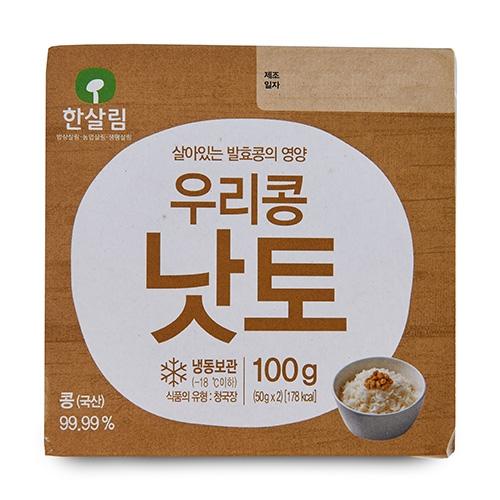 한살림
밥상살림·농업살림·생명살림
제조
일자
살아있는 발효콩의 영양
우리콩
낫토
냉동보관
(-18 ℃이하)
식품의 유형 : 청국장
100g
(50g x 2) [178 kcal]
콩(국산)
99.99%